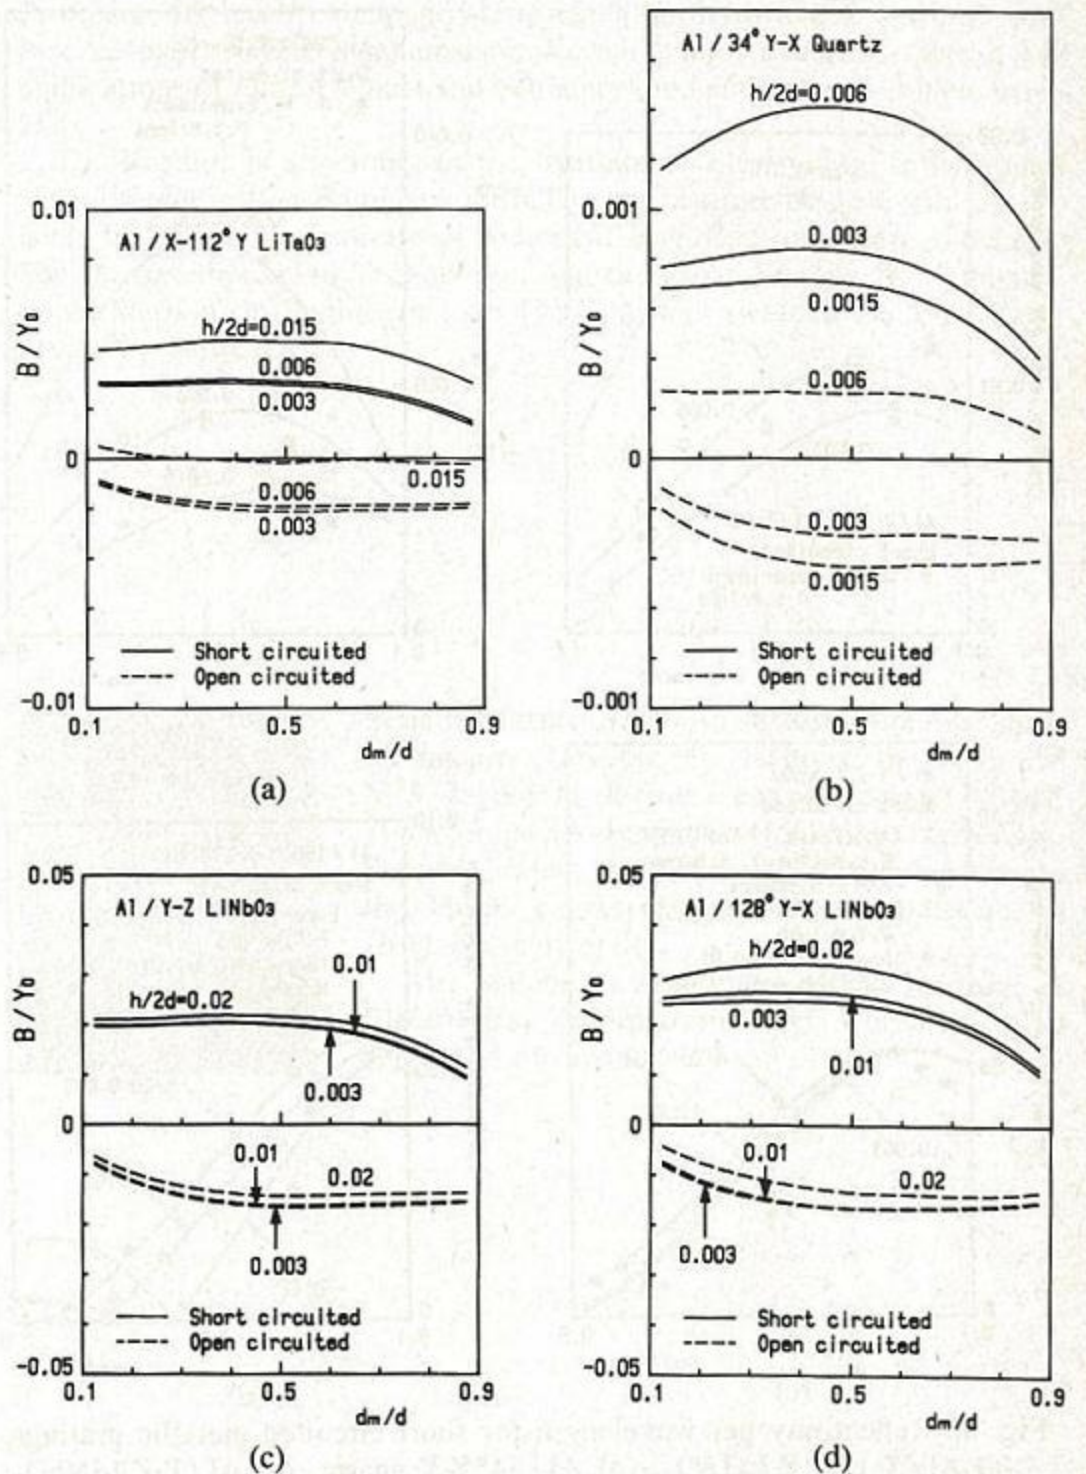 Al/X-112° Y LiTaO3
0.01
B/Y0
h/2d=0.015
0.006
0.003
0
0.015
0.006
0.003
Short circuited
Open circuited
-0.01
0.1
0.5
0.9
dm/d
(a)
Al/34° Y-X Quartz
h/2d=0.006
0.001
0.003
B/Y0
0.0015
0.006
0
0.003
0.0015
Short circuited
Open circuited
-0.001
0.1
0.5
0.9
dm/d
(b)
0.05
Al/Y-Z LiNbO3
0.01
B/Y0
h/2d=0.02
0.003
0
0.01
0.02
0.003
Short circuited
Open circuited
-0.05
0.1
0.5
0.9
dm/d
(c)
0.05
Al/128° Y-X LiNbO3
h/2d=0.02
B/Y0
0.003
0.01
0
0.01
0.02
0.003
Short circuited
Open circuited
-0.05
0.1
0.5
0.9
dm/d
(d)